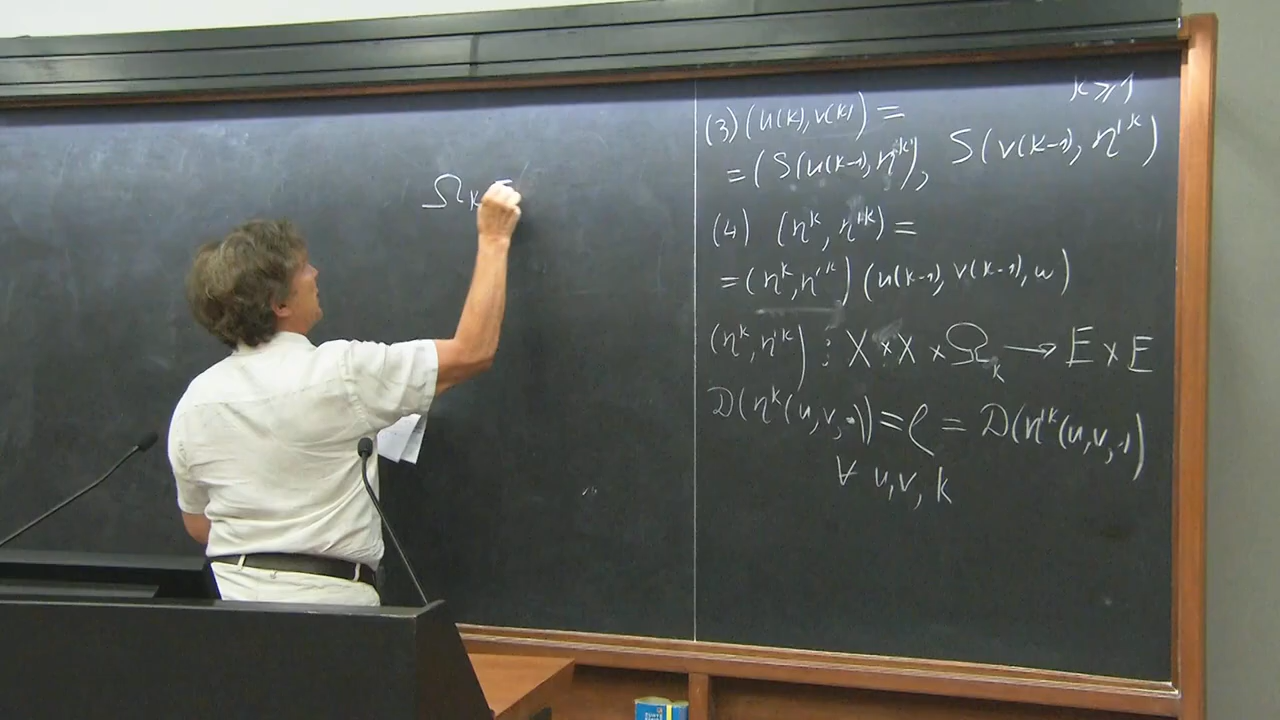 Ω_k =
k ⩾ 1
(3) (u(k), v(k)) =
= (S(u(k-1), η^k), S(v(k-1), η'^k)
(4) (η^k, η'^k) =
= (η^k, η'^k) (u(k-1), v(k-1), ω)
(η^k, η'^k) : X × X × Ω_k → E × E
D(η^k(u, v, ·)) = ℓ = D(η'^k(u, v, ·))
∀ u, v, k